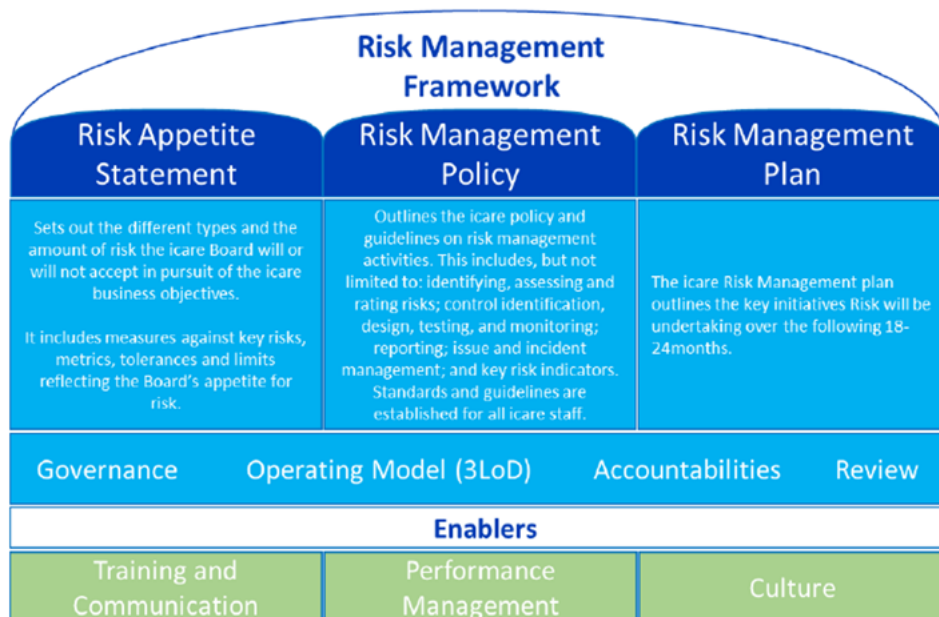 Risk Management
Framework
Risk Appetite
Statement
Risk Management
Policy
Risk Management
Plan
Sets out the different types and the
amount of risk the icare Board will or
will not accept in pursuit of the icare
business objectives.
It includes measures against key risks,
metrics, tolerances and limits
reflecting the Board's appetite for
risk.
Outlines the icare policy and
guidelines on risk management
activities. This includes, but not
limited to: identifying, assessing and
rating risks; control identification,
design, testing, and monitoring;
reporting; issue and incident
management; and key risk indicators.
Standards and guidelines are
established for all icare staff.
The icare Risk Management plan
outlines the key initiatives Risk will be
undertaking over the following 18-
24months.
Governance Operating Model (3LoD) Accountabilities Review
Enablers
Training and
Communication
Performance
Management
Culture